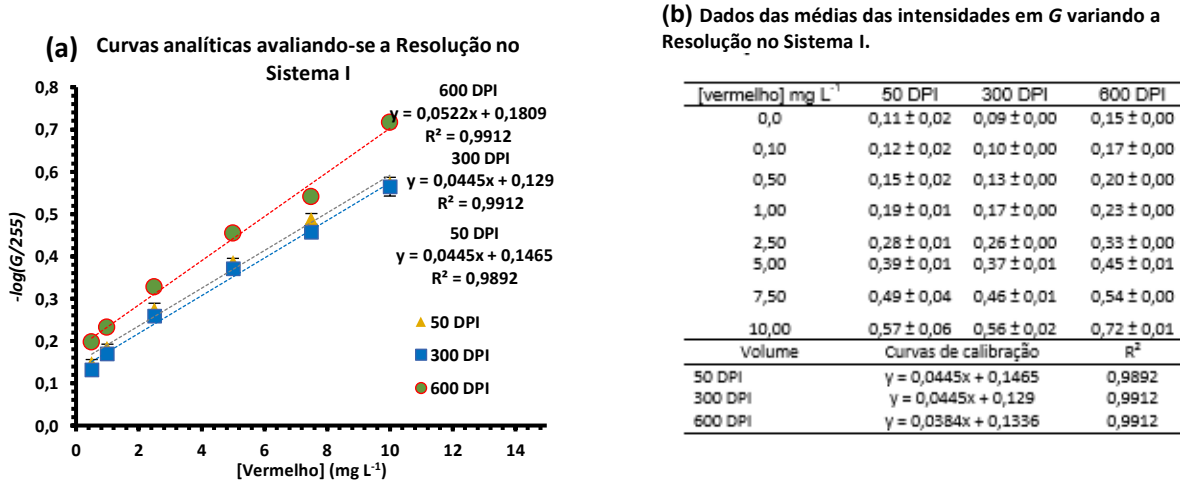 (a) Curvas analíticas avaliando-se a Resolução no
Sistema I
-log(G/255)
0,8
0,7
0,6
0,5
0,4
0,3
0,2
0,1
0,0
0 2 4 6 8 10 12 14
[Vermelho] (mg L-1)
600 DPI
y = 0,0522x + 0,1809
R² = 0,9912
300 DPI
y = 0,0445x + 0,129
R² = 0,9912
50 DPI
y = 0,0445x + 0,1465
R² = 0,9892
50 DPI
300 DPI
600 DPI
(b) Dados das médias das intensidades em G variando a
Resolução no Sistema I.
[vermelho] mg L-1 50 DPI 300 DPI 600 DPI
0,0 0,11 ± 0,02 0,09 ± 0,00 0,15 ± 0,00
0,10 0,12 ± 0,02 0,10 ± 0,00 0,17 ± 0,00
0,50 0,15 ± 0,02 0,13 ± 0,00 0,20 ± 0,00
1,00 0,19 ± 0,01 0,17 ± 0,00 0,23 ± 0,00
2,50 0,28 ± 0,01 0,26 ± 0,00 0,33 ± 0,00
5,00 0,39 ± 0,01 0,37 ± 0,01 0,45 ± 0,01
7,50 0,49 ± 0,04 0,46 ± 0,01 0,54 ± 0,00
10,00 0,57 ± 0,06 0,56 ± 0,02 0,72 ± 0,01
Volume Curvas de calibração R²
50 DPI y = 0,0445x + 0,1465 0,9892
300 DPI y = 0,0445x + 0,129 0,9912
600 DPI y = 0,0384x + 0,1336 0,9912